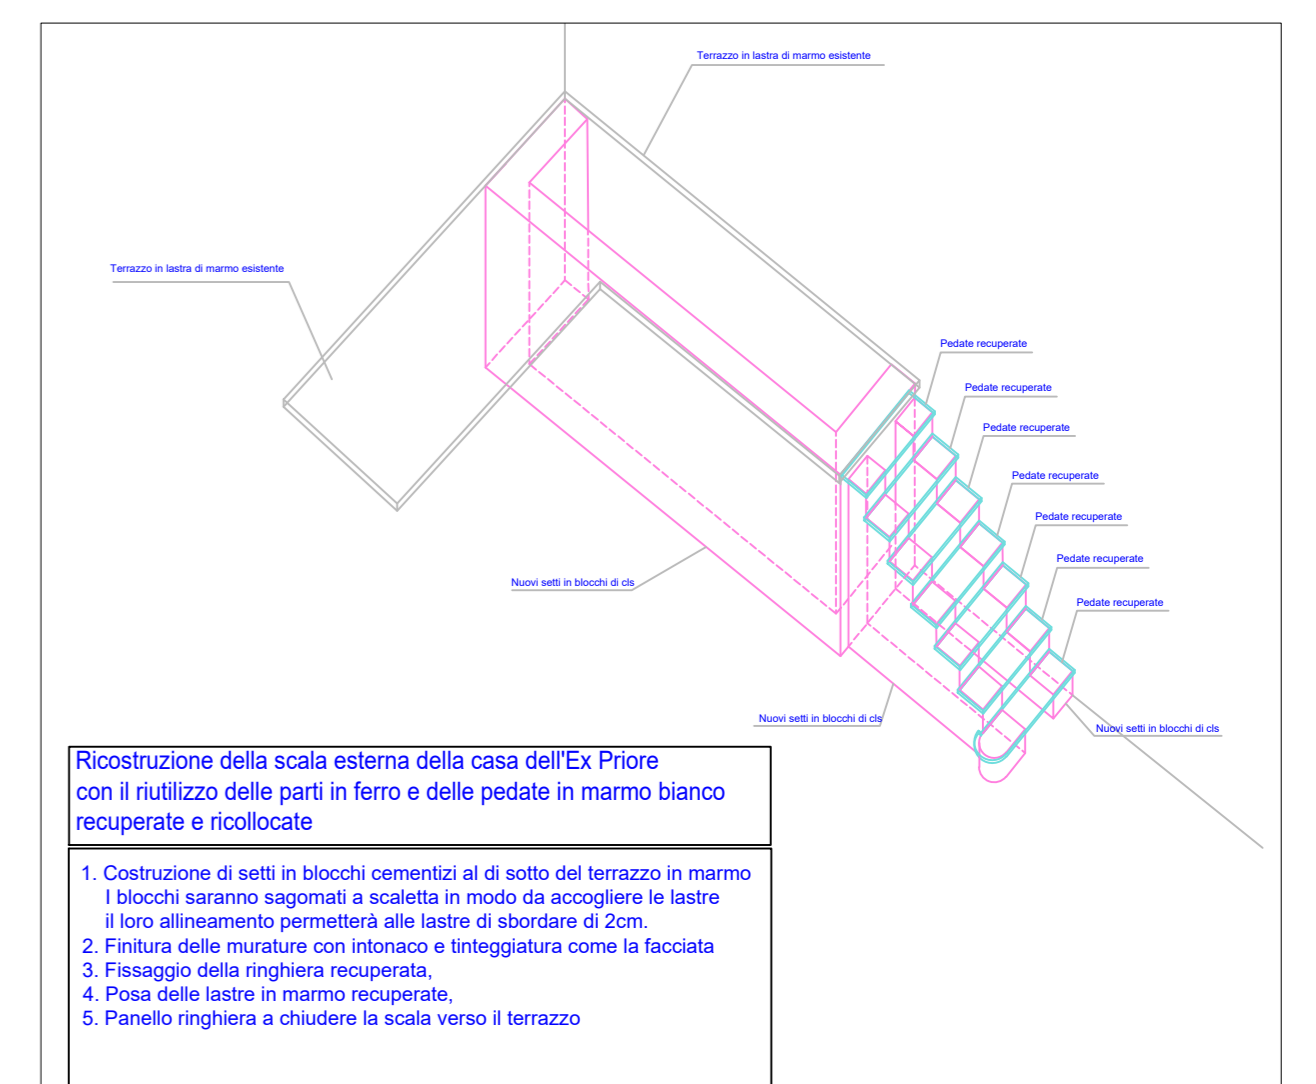 Terrazzo in lastra di marmo esistente
Terrazzo in lastra di marmo esistente
Pedate recuperate
Pedate recuperate
Pedate recuperate
Pedate recuperate
Pedate recuperate
Pedate recuperate
Pedate recuperate
Nuovi setti in blocchi di cls
Nuovi setti in blocchi di cls
Nuovi setti in blocchi di cls
Ricostruzione della scala esterna della casa dell'Ex Priore
con il riutilizzo delle parti in ferro e delle pedate in marmo bianco
recuperate e ricollocate
1. Costruzione di setti in blocchi cementizi al di sotto del terrazzo in marmo
I blocchi saranno sagomati a scaletta in modo da accogliere le lastre
il loro allineamento permetterà alle lastre di sbordare di 2cm.
2. Finitura delle murature con intonaco e tinteggiatura come la facciata
3. Fissaggio della ringhiera recuperata,
4. Posa delle lastre in marmo recuperate,
5. Panello ringhiera a chiudere la scala verso il terrazzo